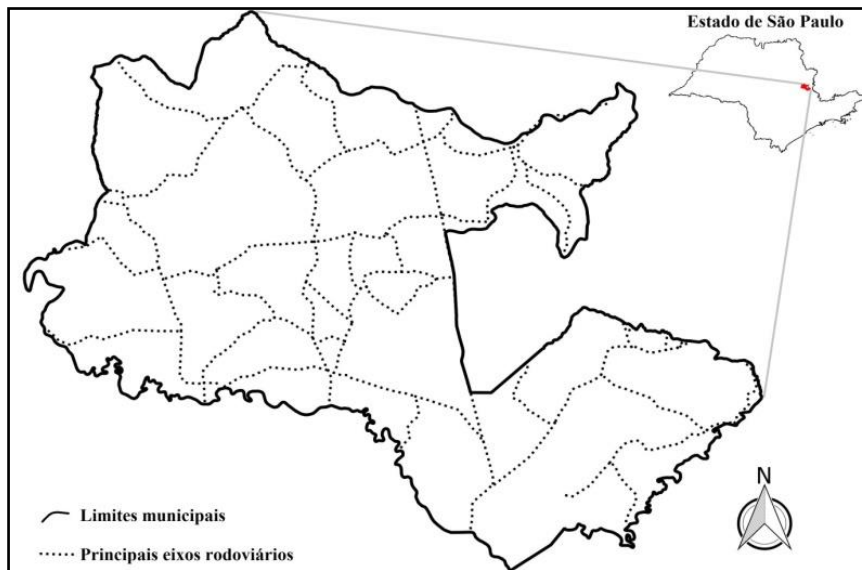 Estado de São Paulo
N
Limites municipais
Principais eixos rodoviários